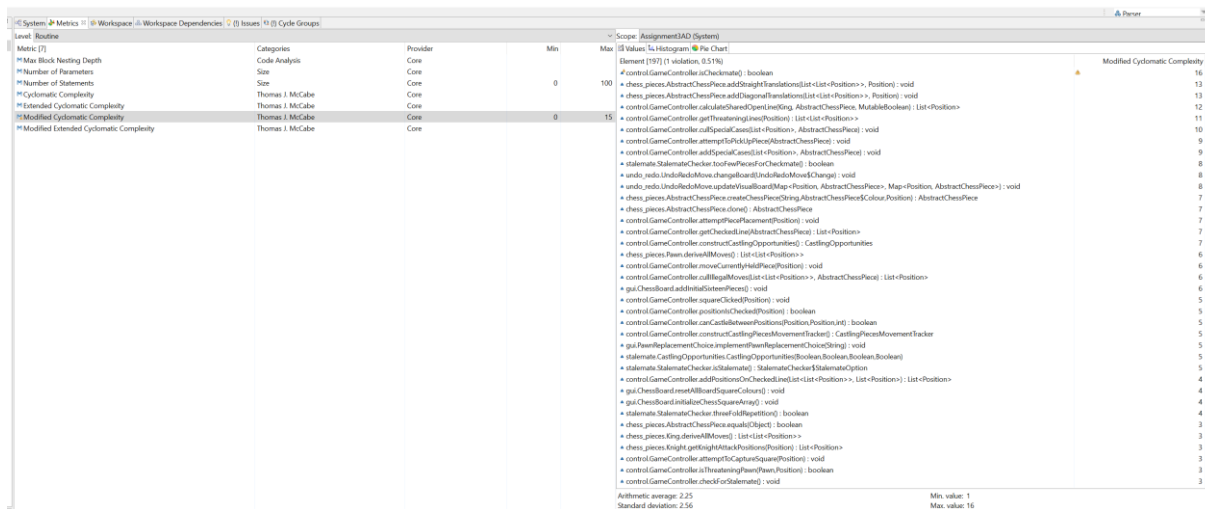 Parser
System Metrics Workspace Workspace Dependencies (!) Issues (!) Cycle Groups
Level: Routine
Metric [7] Categories Provider Min Max
Max Block Nesting Depth Code Analysis Core
Number of Parameters Size Core
Number of Statements Size Core 0 100
Cyclomatic Complexity Thomas J. McCabe Core
Extended Cyclomatic Complexity Thomas J. McCabe Core
Modified Cyclomatic Complexity Thomas J. McCabe Core 0 15
Modified Extended Cyclomatic Complexity Thomas J. McCabe Core
Scope: Assignment3AD (System)
Values Histogram Pie Chart
Element [197] (1 violation, 0.51%) Modified Cyclomatic Complexity
control.GameController.isCheckmate() : boolean 16
chess_pieces.AbstractChessPiece.addStraightTranslations(List<List<Position>>, Position) : void 13
chess_pieces.AbstractChessPiece.addDiagonalTranslations(List<List<Position>>, Position) : void 13
control.GameController.calculateSharedOpenLine(King, AbstractChessPiece, MutableBoolean) : List<Position> 12
control.GameController.getThreateningLines(Position) : List<List<Position>> 11
control.GameController.cullSpecialCases(List<Position>, AbstractChessPiece) : void 10
control.GameController.attemptToPickUpPiece(AbstractChessPiece) : void 9
control.GameController.addSpecialCases(List<Position>, AbstractChessPiece) : void 9
stalemate.StalemateChecker.tooFewPiecesForCheckmate() : boolean 8
undo_redo.UndoRedoMove.changeBoard(UndoRedoMove$Change) : void 8
undo_redo.UndoRedoMove.updateVisualBoard(Map<Position, AbstractChessPiece>, Map<Position, AbstractChessPiece>) : void 8
chess_pieces.AbstractChessPiece.createChessPiece(String,AbstractChessPiece$Colour,Position) : AbstractChessPiece 7
chess_pieces.AbstractChessPiece.clone() : AbstractChessPiece 7
control.GameController.attemptPiecePlacement(Position) : void 7
control.GameController.getCheckedLine(AbstractChessPiece) : List<Position> 7
control.GameController.constructCastlingOpportunities() : CastlingOpportunities 7
chess_pieces.Pawn.deriveAllMoves() : List<List<Position>> 6
control.GameController.moveCurrentlyHeldPiece(Position) : void 6
control.GameController.cullIllegalMoves(List<List<Position>>, AbstractChessPiece) : List<Position> 6
gui.ChessBoard.addInitialSixteenPieces() : void 6
control.GameController.squareClicked(Position) : void 5
control.GameController.positionIsChecked(Position) : boolean 5
control.GameController.canCastleBetweenPositions(Position,Position,int) : boolean 5
control.GameController.constructCastlingPiecesMovementTracker() : CastlingPiecesMovementTracker 5
gui.PawnReplacementChoice.implementPawnReplacementChoice(String) : void 5
stalemate.CastlingOpportunities.CastlingOpportunities(Boolean,Boolean,Boolean,Boolean) 5
stalemate.StalemateChecker.isStalemate() : StalemateChecker$StalemateOption 5
control.GameController.addPositionsOnCheckedLine(List<List<Position>>, List<Position>) : List<Position> 4
gui.ChessBoard.resetAllBoardSquareColours() : void 4
gui.ChessBoard.initializeChessSquareArray() : void 4
stalemate.StalemateChecker.threeFoldRepetition() : boolean 4
chess_pieces.AbstractChessPiece.equals(Object) : boolean 3
chess_pieces.King.deriveAllMoves() : List<List<Position>> 3
chess_pieces.Knight.getKnightAttackPositions(Position) : List<Position> 3
control.GameController.attemptToCaptureSquare(Position) : void 3
control.GameController.isThreateningPawn(Pawn,Position) : boolean 3
control.GameController.checkForStalemate() : void 3
Arithmetic average: 2.25 Min. value: 1
Standard deviation: 2.56 Max. value: 16